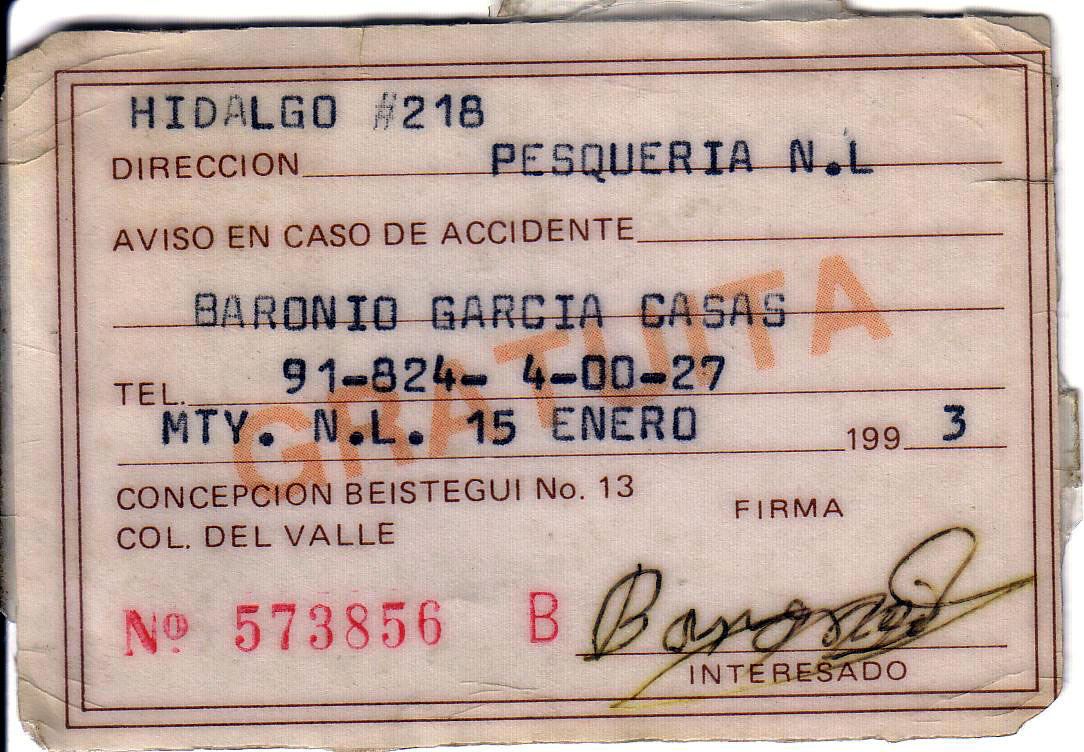 HIDALGO #218
DIRECCION PESQUERIA N.L
AVISO EN CASO DE ACCIDENTE
BARONIO GARCIA CASAS
GRATUITA
TEL. 91-824- 4-00-27
MTY. N.L. 15 ENERO 199 3
CONCEPCION BEISTEGUI No. 13
FIRMA
COL. DEL VALLE
Nº 573856 B
INTERESADO